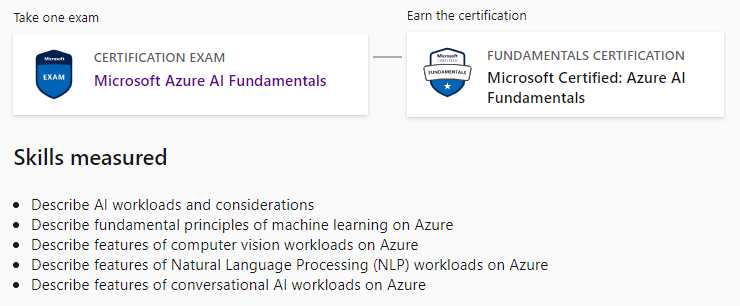 Take one exam
Earn the certification
Microsoft
EXAM
CERTIFICATION EXAM
Microsoft Azure AI Fundamentals
Microsoft
CERTIFIED
FUNDAMENTALS
FUNDAMENTALS CERTIFICATION
Microsoft Certified: Azure AI
Fundamentals
Skills measured
Describe AI workloads and considerations
Describe fundamental principles of machine learning on Azure
Describe features of computer vision workloads on Azure
Describe features of Natural Language Processing (NLP) workloads on Azure
Describe features of conversational AI workloads on Azure